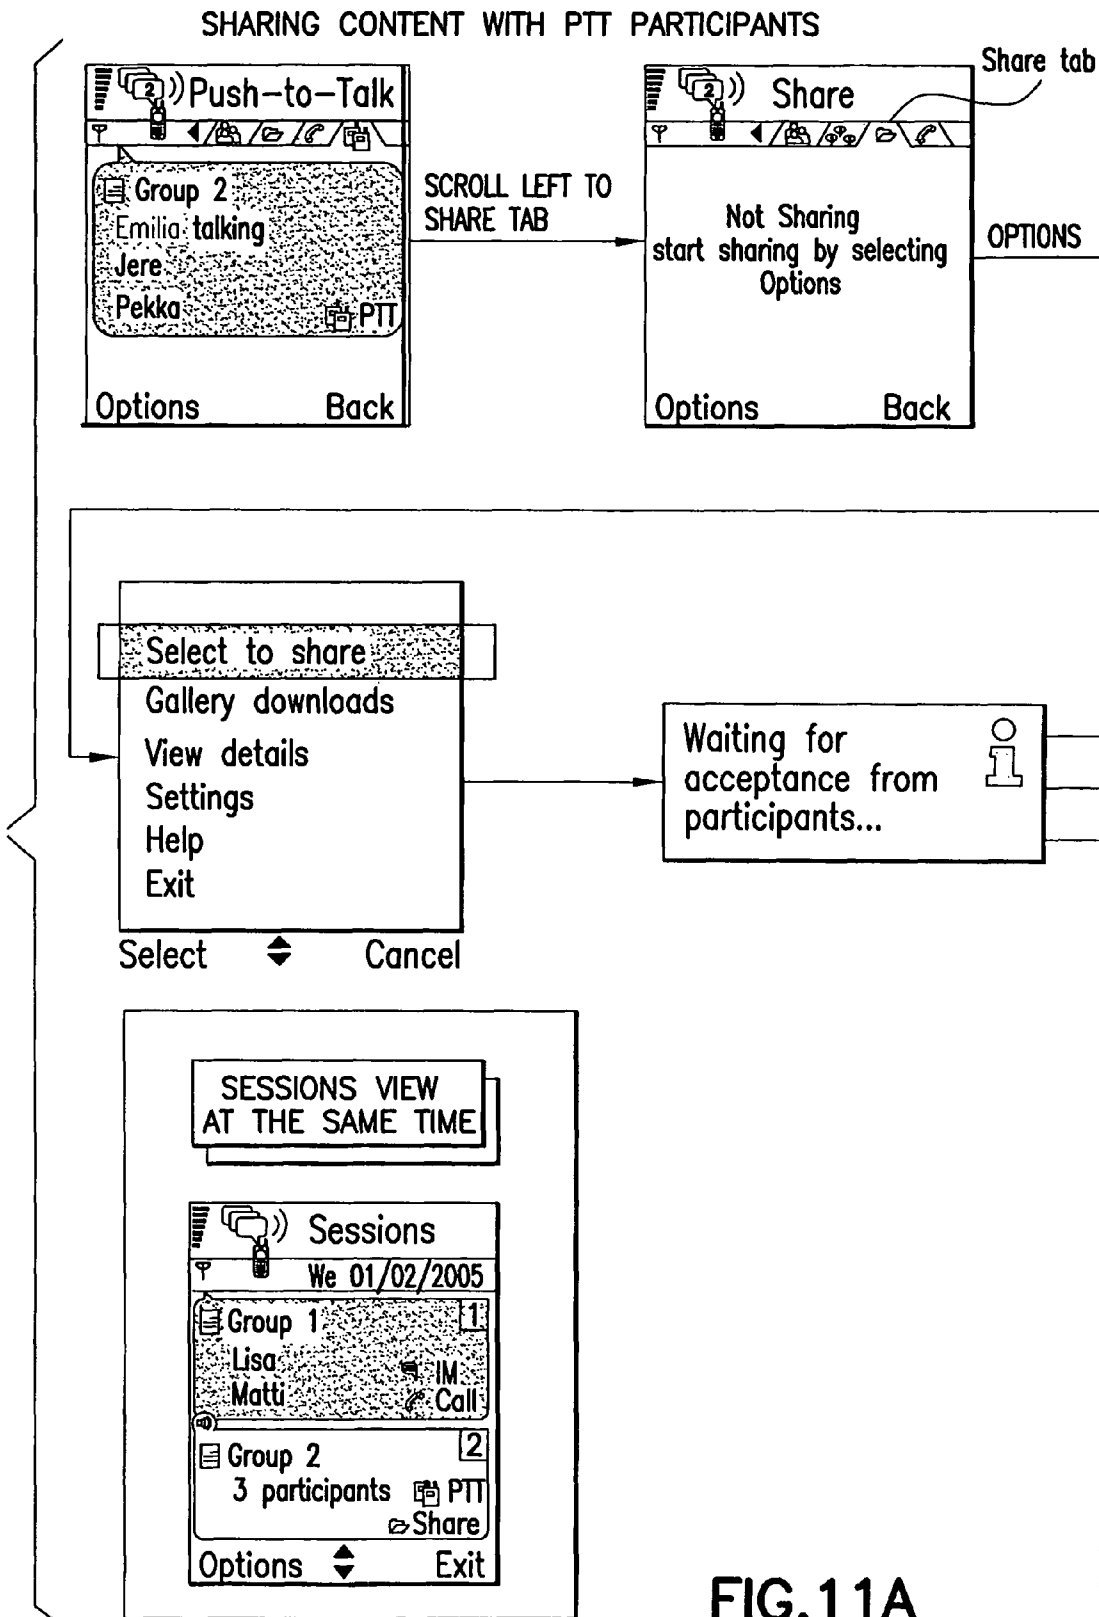 SHARING CONTENT WITH PTT PARTICIPANTS
Share tab
2
Push-to-Talk
Group 2
Emilia talking
Jere
Pekka
PTT
Options Back
SCROLL LEFT TO
SHARE TAB
2
Share
Not Sharing
start sharing by selecting
Options
Options Back
OPTIONS
Select to share
Gallery downloads
View details
Settings
Help
Exit
Select Cancel
Waiting for
acceptance from
participants...
SESSIONS VIEW
AT THE SAME TIME
Sessions
We 01/02/2005
Group 1 1
Lisa IM
Matti Call
Group 2 2
3 participants PTT
Share
Options Exit
FIG.11A